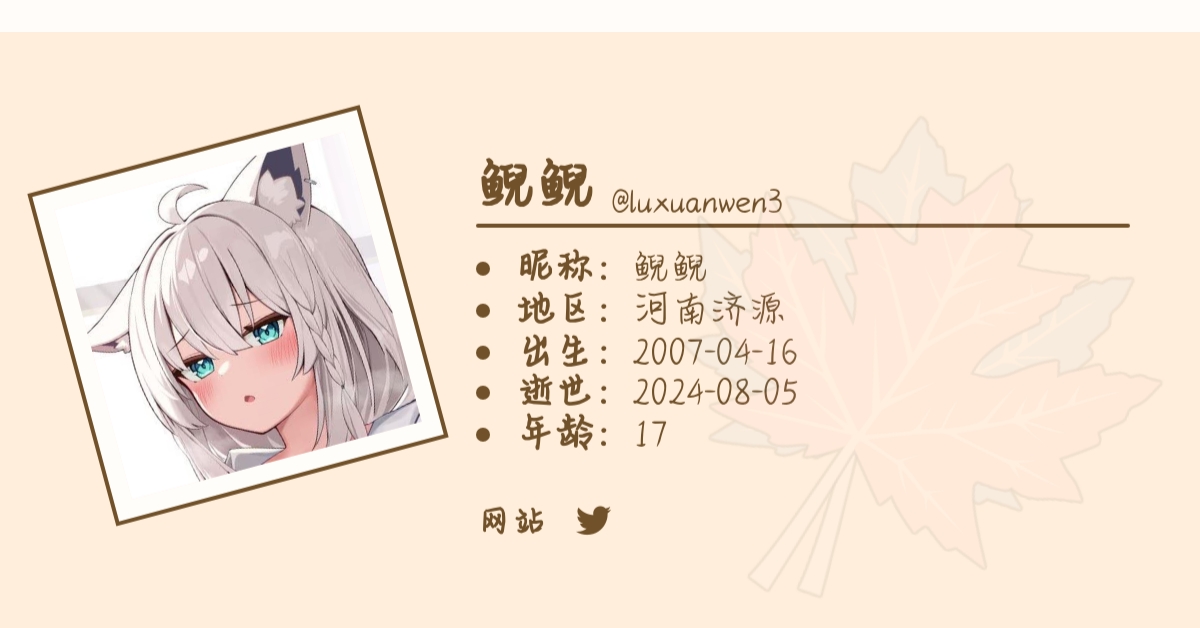 鲵鲵 @luxuanwen3
昵称： 鲵鲵
地区： 河南济源
出生： 2007-04-16
逝世： 2024-08-05
年龄： 17
网站